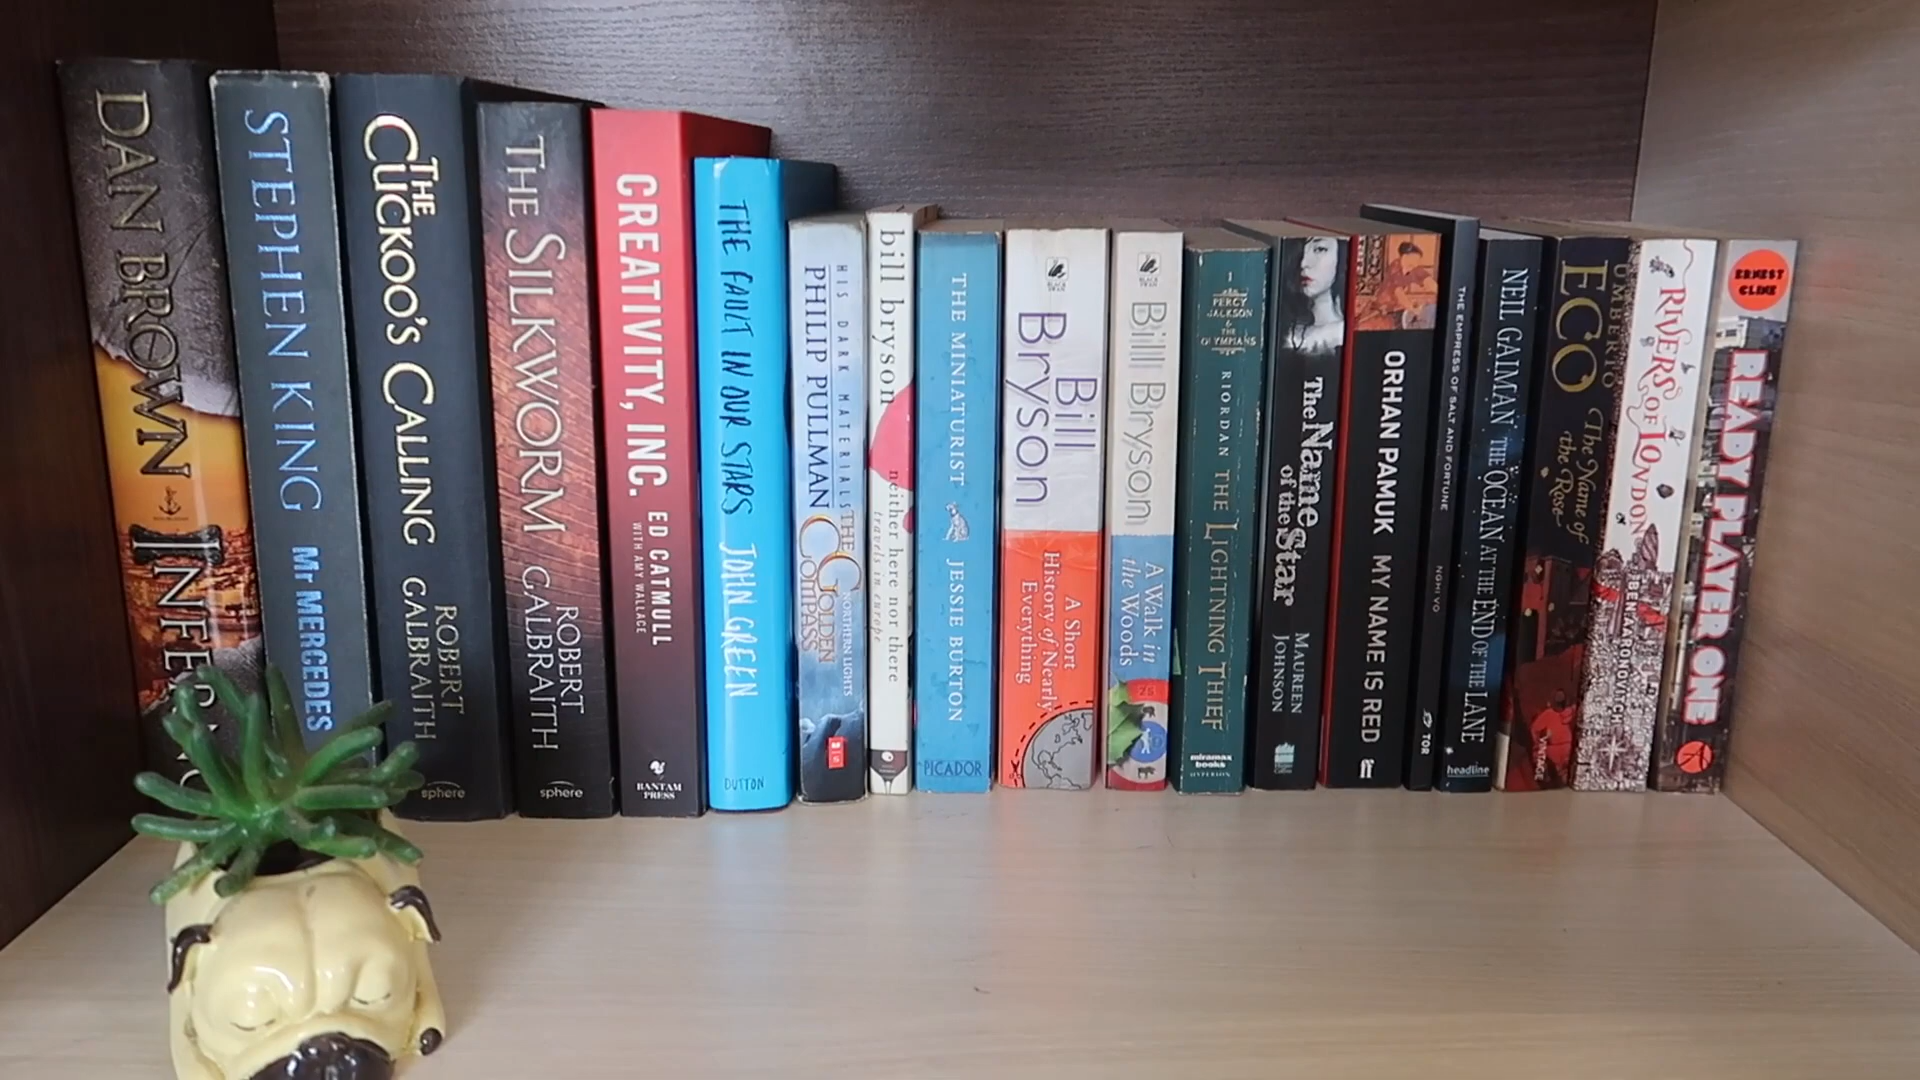 DAN BROWN
INFERNO
STEPHEN KING
Mr MERCEDES
THE
CUCKOO'S CALLING
ROBERT
GALBRAITH
sphere
THE SILKWORM
ROBERT
GALBRAITH
sphere
CREATIVITY, INC.
ED CATMULL
WITH AMY WALLACE
BANTAM
PRESS
THE FAULT IN OUR STARS
JOHN GREEN
DUTTON
HIS DARK MATERIALS
PHILIP PULLMAN
THE
GOLDEN
COMPASS
NORTHERN LIGHTS
bill bryson
neither here nor there
travels in europe
THE MINIATURIST
JESSIE BURTON
PICADOR
BLACK
SWAN
Bill
Bryson
A Short
History of Nearly
Everything
BLACK
SWAN
Bill Bryson
A Walk in
the Woods
25
1
PERCY
JACKSON
&
THE
OLYMPIANS
RIORDAN
THE LIGHTNING THIEF
miramax
books
HYPERION
The Name
of the Star
MAUREEN
JOHNSON
ORHAN PAMUK
MY NAME IS RED
ff
THE EMPRESS OF SALT AND FORTUNE
NGHI VO
TOR
NEIL GAIMAN
THE OCEAN AT THE END OF THE LANE
headline
UMBERTO
ECO
The Name of
the Rose
VINTAGE
RIVERS OF LONDON
BEN AARONOVITCH
ERNEST
CLINE
READY PLAYER ONE